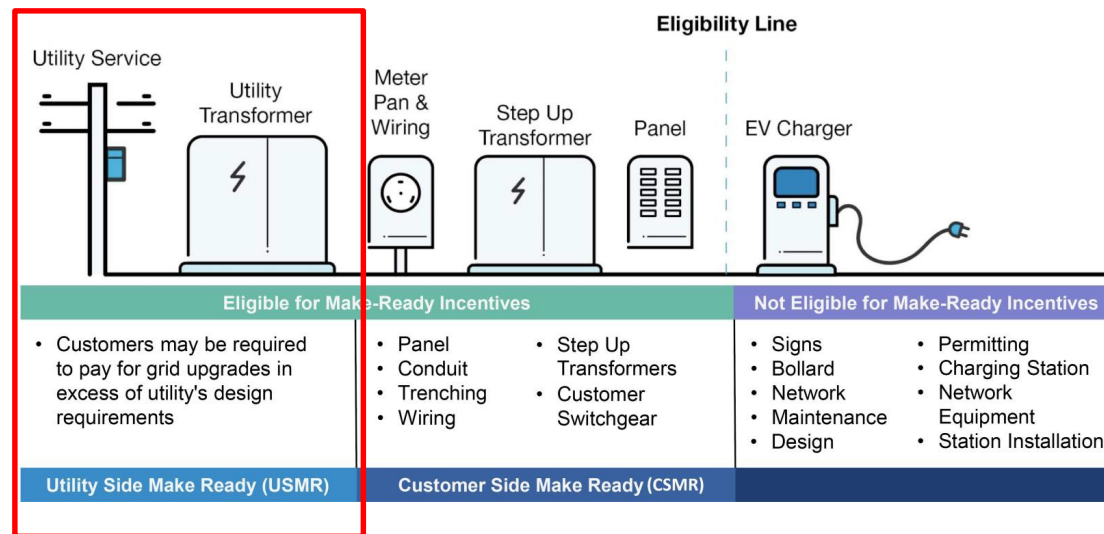 Eligibility Line
Utility Service
Utility
Transformer
Meter
Pan &
Wiring
Step Up
Transformer
Panel
EV Charger
Eligible for Make-Ready Incentives
Not Eligible for Make-Ready Incentives
• Customers may be required
to pay for grid upgrades in
excess of utility's design
requirements
• Panel
• Conduit
• Trenching
• Wiring
• Step Up
Transformers
• Customer
Switchgear
• Signs
• Bollard
• Network
• Maintenance
• Design
• Permitting
• Charging Station
• Network
Equipment
• Station Installation
Utility Side Make Ready (USMR)
Customer Side Make Ready (CSMR)